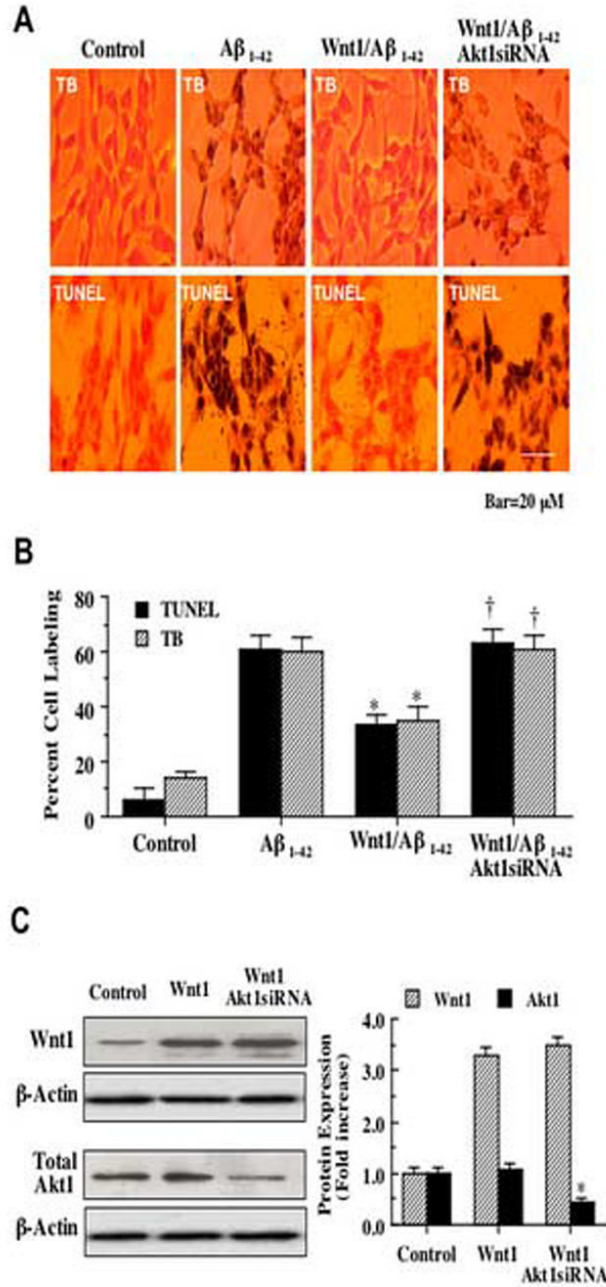 A
Control Aβ 1-42 Wnt1/Aβ 1-42 Wnt1/Aβ 1-42
Akt1siRNA
TB TB TB TB
TUNEL TUNEL TUNEL TUNEL
Bar=20 μM
B
Percent Cell Labeling
80
60
40
20
0
TUNEL
TB
* *
† †
Control Aβ 1-42 Wnt1/Aβ 1-42 Wnt1/Aβ 1-42
Akt1siRNA
C
Control Wnt1 Wnt1
Akt1siRNA
Wnt1
β-Actin
Total
Akt1
β-Actin
Wnt1 Akt1
Protein Expression
(Fold increase)
4.0
3.0
2.0
1.0
0.0
*
Control Wnt1 Wnt1
Akt1siRNA